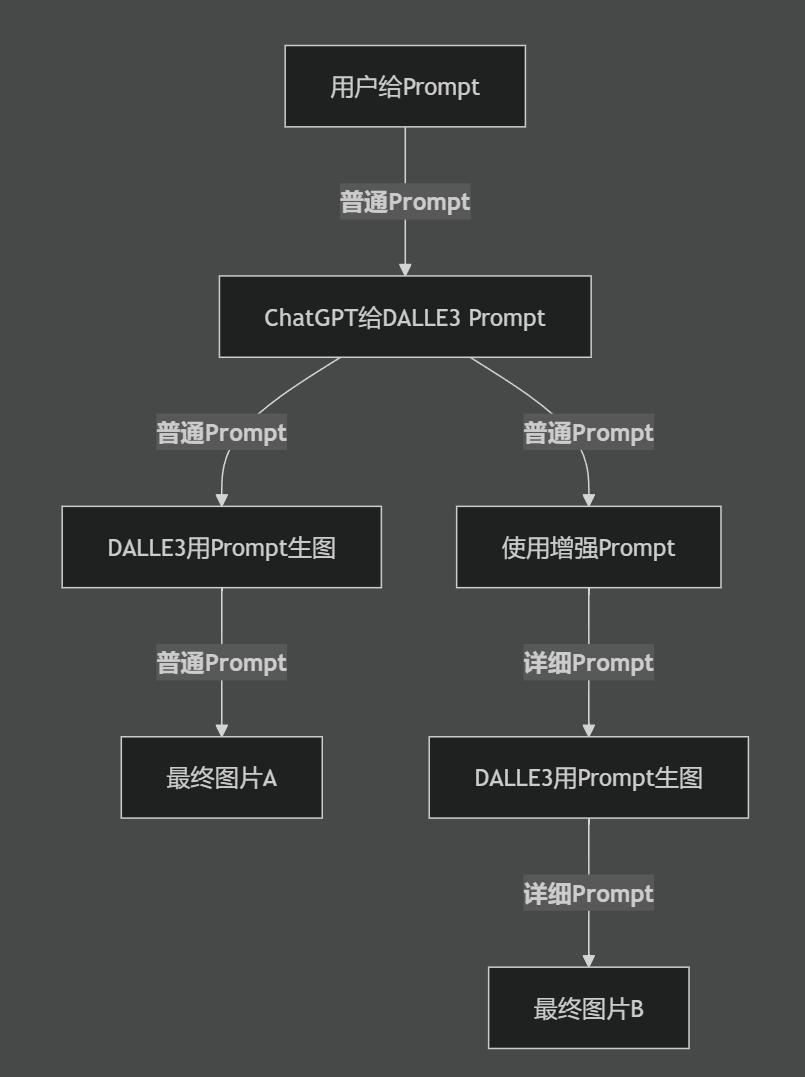 用户给Prompt
普通Prompt
ChatGPT给DALLE3 Prompt
普通Prompt
普通Prompt
DALLE3用Prompt生图
使用增强Prompt
普通Prompt
详细Prompt
最终图片A
DALLE3用Prompt生图
详细Prompt
最终图片B